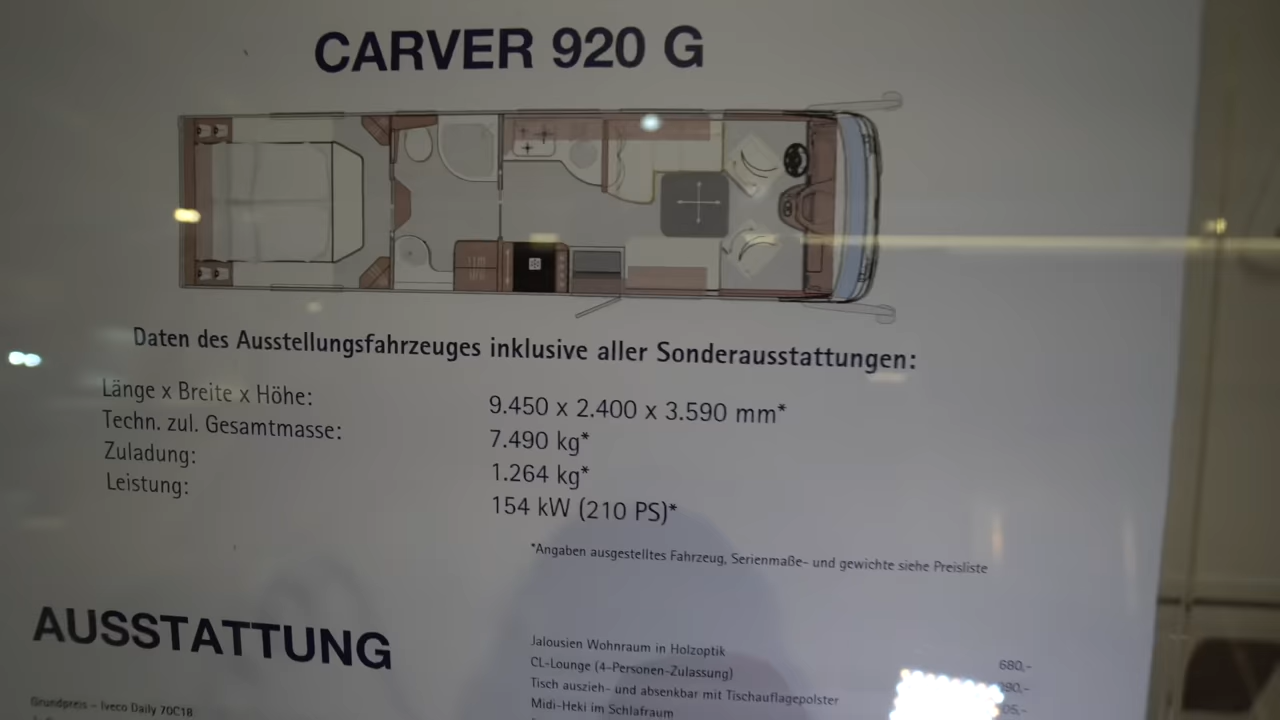 CARVER 920 G
Daten des Ausstellungsfahrzeuges inklusive aller Sonderausstattungen:
Länge x Breite x Höhe: 9.450 x 2.400 x 3.590 mm*
Techn. zul. Gesamtmasse: 7.490 kg*
Zuladung: 1.264 kg*
Leistung: 154 kW (210 PS)*
*Angaben ausgestelltes Fahrzeug, Serienmaße- und gewichte siehe Preisliste
AUSSTATTUNG
Grundpreis – Iveco Daily 70C18
Jalousien Wohnraum in Holzoptik 680,-
CL-Lounge (4-Personen-Zulassung)
Tisch auszieh- und absenkbar mit Tischauflagepolster
Midi-Heki im Schlafraum